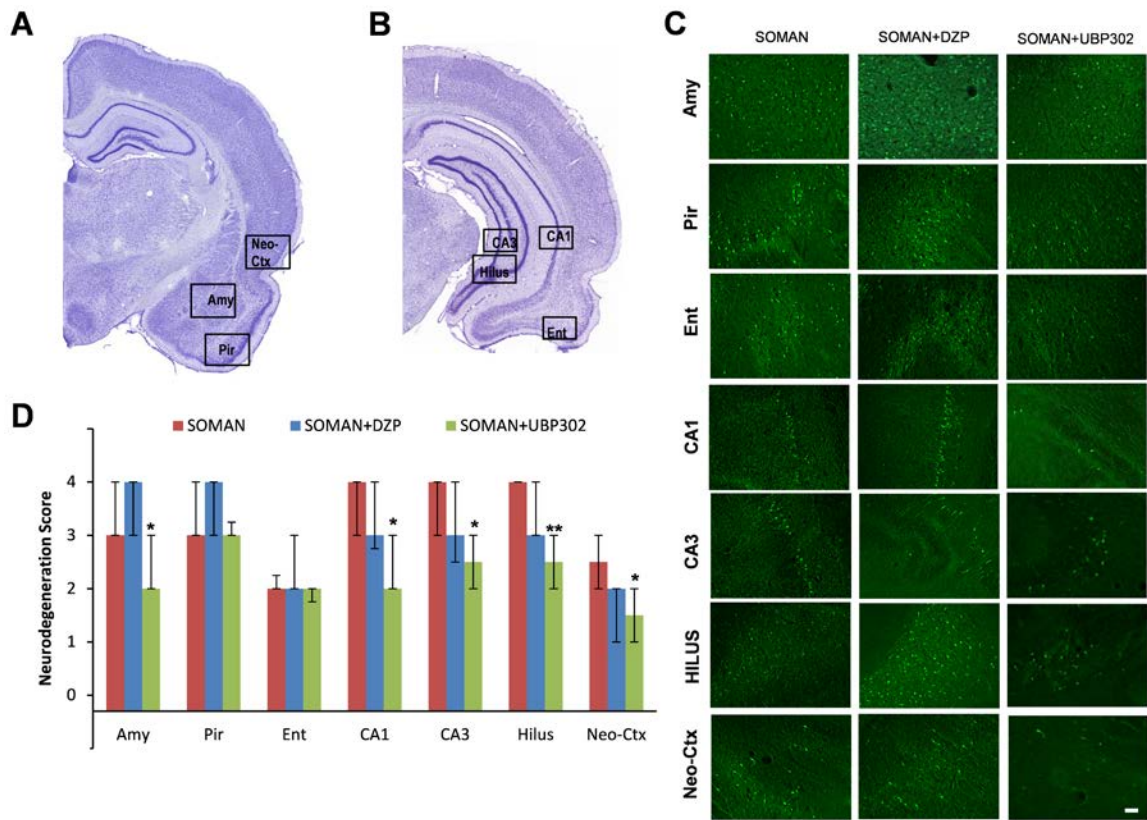 A
B
C
Neo-
Ctx
Amy
Pir
CA3
CA1
Hilus
Ent
SOMAN
SOMAN+DZP
SOMAN+UBP302
Amy
Pir
Ent
CA1
CA3
HILUS
Neo-Ctx
D
SOMAN
SOMAN+DZP
SOMAN+UBP302
Neurodegeneration Score
4
3
2
1
0
*
*
*
**
*
Amy
Pir
Ent
CA1
CA3
Hilus
Neo-Ctx